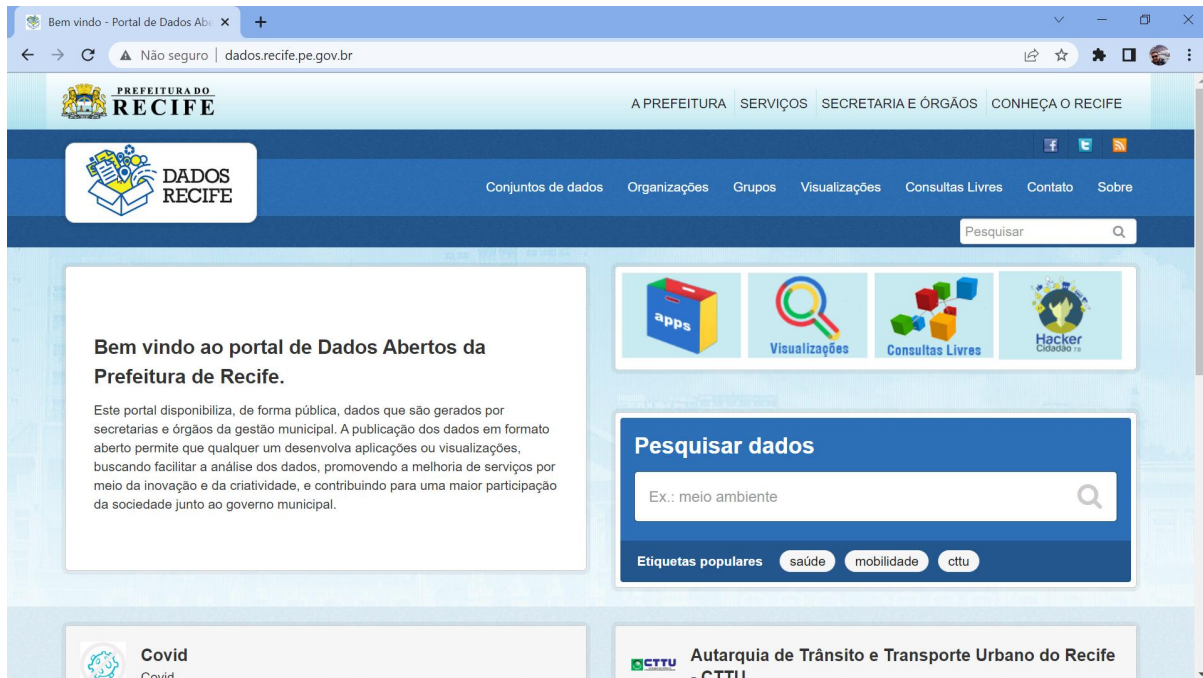 Bem vindo - Portal de Dados Abe
Não seguro | dados.recife.pe.gov.br
PREFEITURA DO
RECIFE
A PREFEITURA SERVIÇOS SECRETARIA E ÓRGÃOS CONHEÇA O RECIFE
DADOS
RECIFE
Conjuntos de dados Organizações Grupos Visualizações Consultas Livres Contato Sobre
Pesquisar
Bem vindo ao portal de Dados Abertos da
Prefeitura de Recife.
Este portal disponibiliza, de forma pública, dados que são gerados por
secretarias e órgãos da gestão municipal. A publicação dos dados em formato
aberto permite que qualquer um desenvolva aplicações ou visualizações,
buscando facilitar a análise dos dados, promovendo a melhoria de serviços por
meio da inovação e da criatividade, e contribuindo para uma maior participação
da sociedade junto ao governo municipal.
apps
Visualizações
Consultas Livres
Hacker
Cidadão 7.0
Pesquisar dados
Ex.: meio ambiente
Etiquetas populares saúde mobilidade cttu
Covid
Covid
CTTU
Autarquia de Trânsito e Transporte Urbano do Recife
- CTTU